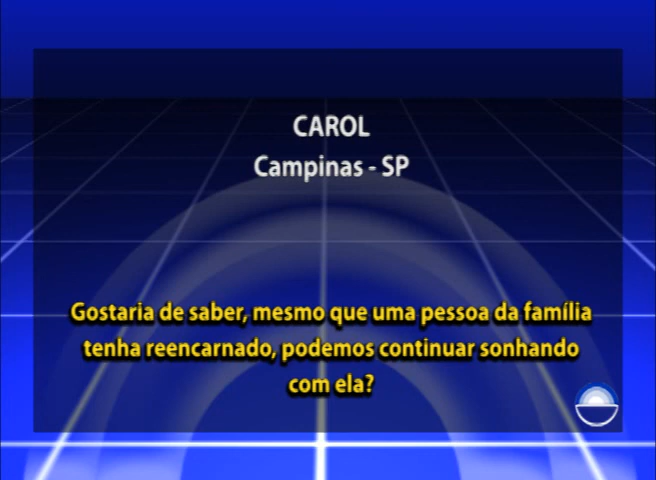 CAROL
Campinas - SP
Gostaria de saber, mesmo que uma pessoa da família
tenha reencarnado, podemos continuar sonhando
com ela?